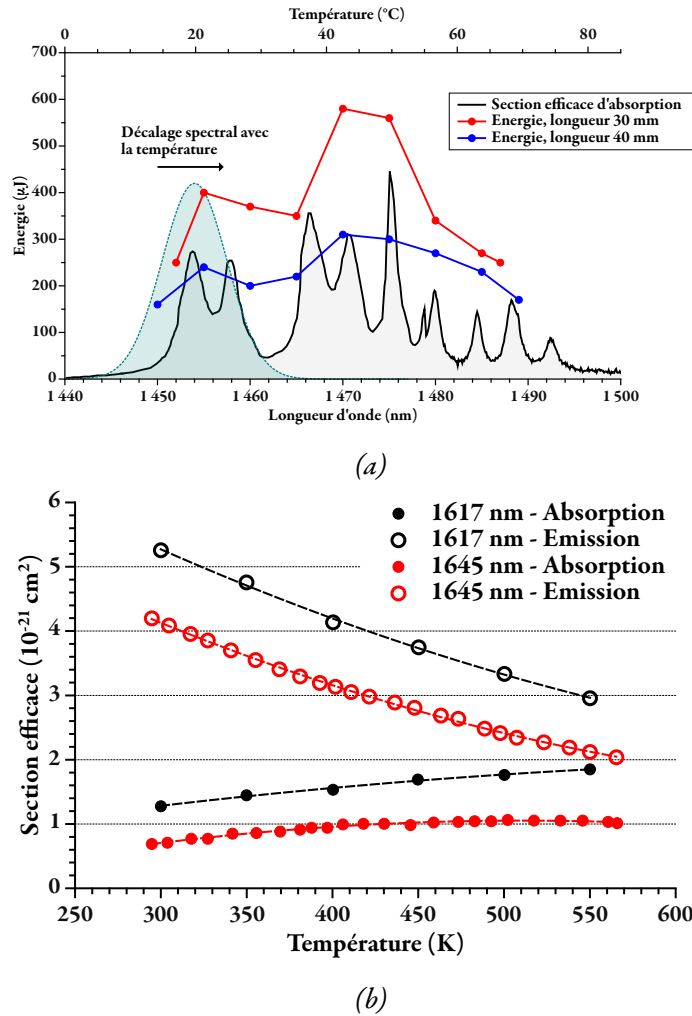 Température (°C)
0 20 40 60 80
700
600
500
400
300
200
100
0
Energie (µJ)
Décalage spectral avec
la température
Section efficace d'absorption
Energie, longueur 30 mm
Energie, longueur 40 mm
1 440 1 450 1 460 1 470 1 480 1 490 1 500
Longueur d'onde (nm)
(a)
6
5
4
3
2
1
0
Section efficace (10-21 cm2)
1617 nm - Absorption
1617 nm - Emission
1645 nm - Absorption
1645 nm - Emission
250 300 350 400 450 500 550 600
Température (K)
(b)